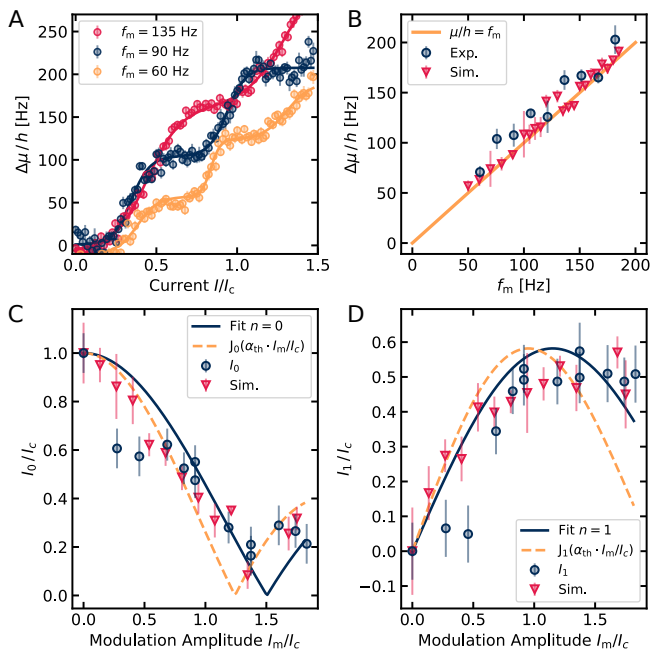 A
f_m = 135 Hz
f_m = 90 Hz
f_m = 60 Hz
250
200
150
100
50
0
Δμ / h [Hz]
0.0 0.5 1.0 1.5
Current I/I_c
B
μ/h = f_m
Exp.
Sim.
200
150
100
50
0
Δμ / h [Hz]
0 50 100 150 200
f_m [Hz]
C
Fit n = 0
J_0(α_th · I_m/I_c)
I_0
Sim.
1.0
0.8
0.6
0.4
0.2
0.0
I_0 / I_c
0.0 0.5 1.0 1.5
Modulation Amplitude I_m/I_c
D
Fit n = 1
J_1(α_th · I_m/I_c)
I_1
Sim.
0.6
0.5
0.4
0.3
0.2
0.1
0.0
−0.1
I_1 / I_c
0.0 0.5 1.0 1.5
Modulation Amplitude I_m/I_c